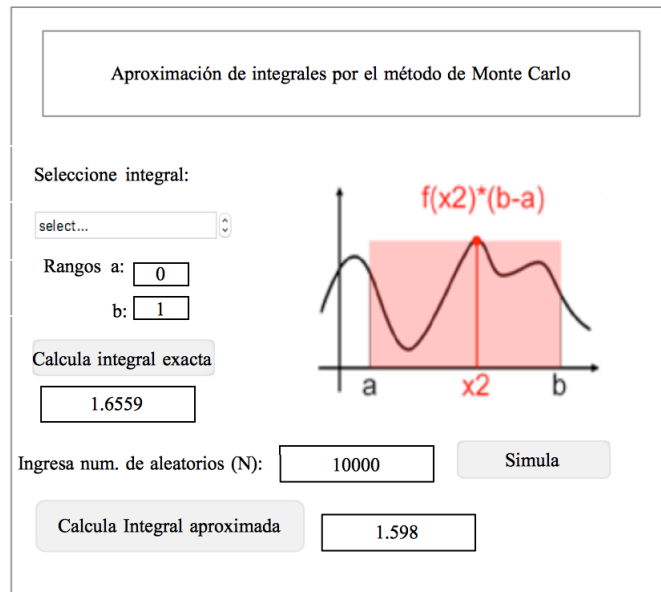 Aproximación de integrales por el método de Monte Carlo
Seleccione integral:
select...
Rangos a: 0
b: 1
Calcula integral exacta
1.6559
f(x2)*(b-a)
a x2 b
Ingresa num. de aleatorios (N): 10000 Simula
Calcula Integral aproximada 1.598